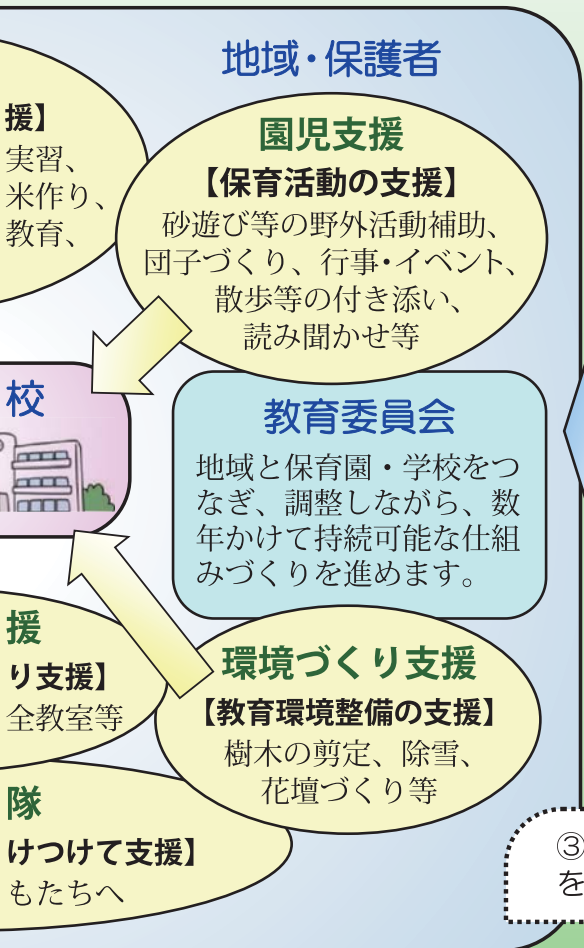 地域・保護者
援】
実習、
米作り、
教育、
園児支援
【保育活動の支援】
砂遊び等の野外活動補助、
団子づくり、行事・イベント、
散歩等の付き添い、
読み聞かせ等
校
教育委員会
地域と保育園・学校をつ
なぎ、調整しながら、数
年かけて持続可能な仕組
みづくりを進めます。
援
り支援】
全教室等
環境づくり支援
【教育環境整備の支援】
樹木の剪定、除雪、
花壇づくり等
隊
けつけて支援】
もたちへ
③
を